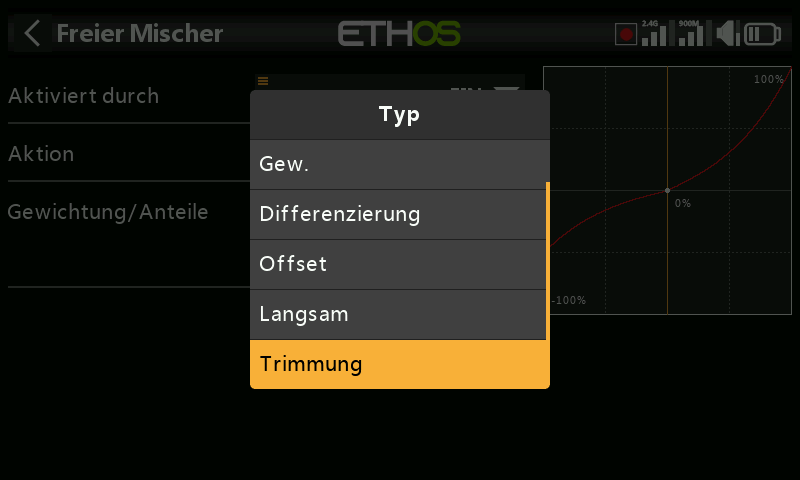 Freier Mischer
ETHOS
2.4G
900M
Aktiviert durch
Aktion
Gewichtung/Anteile
Typ
Gew.
Differenzierung
Offset
Langsam
Trimmung
100%
0%
-100%